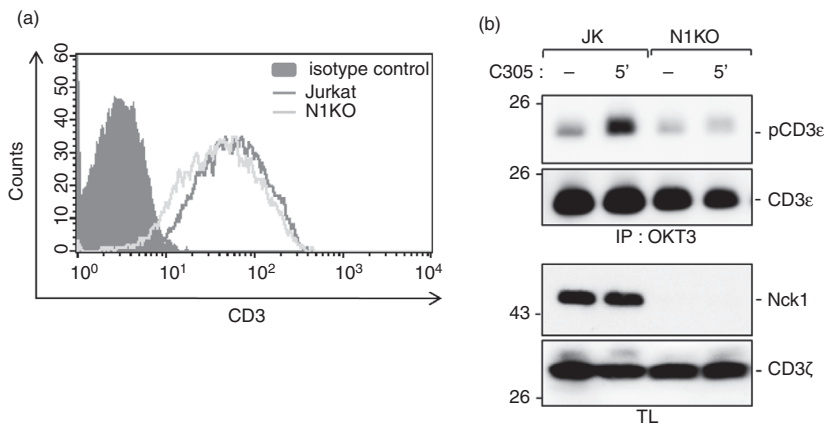 (a)
60
50
40
30
20
10
0
Counts
isotype control
Jurkat
N1KO
10⁰ 10¹ 10² 10³ 10⁴
CD3
(b)
JK N1KO
C305 : – 5’ – 5’
26 -
- pCD3ε
26 -
- CD3ε
IP : OKT3
- Nck1
43 -
- CD3ζ
26 -
TL